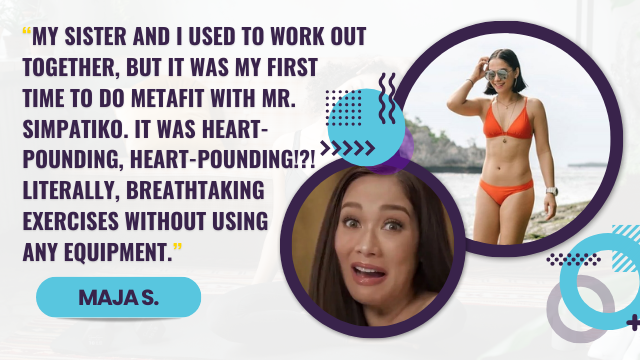 “MY SISTER AND I USED TO WORK OUT
TOGETHER, BUT IT WAS MY FIRST
TIME TO DO METAFIT WITH MR.
SIMPATIKO. IT WAS HEART-
POUNDING, HEART-POUNDING!?!
LITERALLY, BREATHTAKING
EXERCISES WITHOUT USING
ANY EQUIPMENT.”
MAJA S.